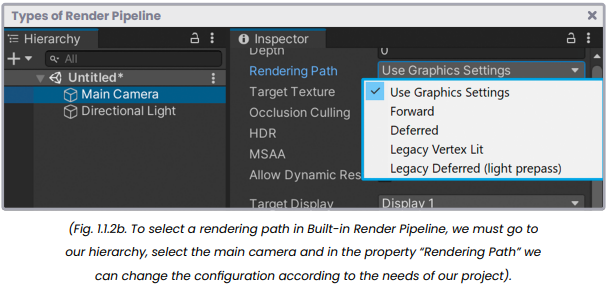 Types of Render Pipeline
Hierarchy
All
Untitled*
Main Camera
Directional Light
Inspector
Depth 0
Rendering Path Use Graphics Settings
Target Texture
Occlusion Culling
HDR
MSAA
Allow Dynamic Res
Target Display Display 1
Use Graphics Settings
Forward
Deferred
Legacy Vertex Lit
Legacy Deferred (light prepass)
(Fig. 1.1.2b. To select a rendering path in Built-in Render Pipeline, we must go to
our hierarchy, select the main camera and in the property “Rendering Path” we
can change the configuration according to the needs of our project).